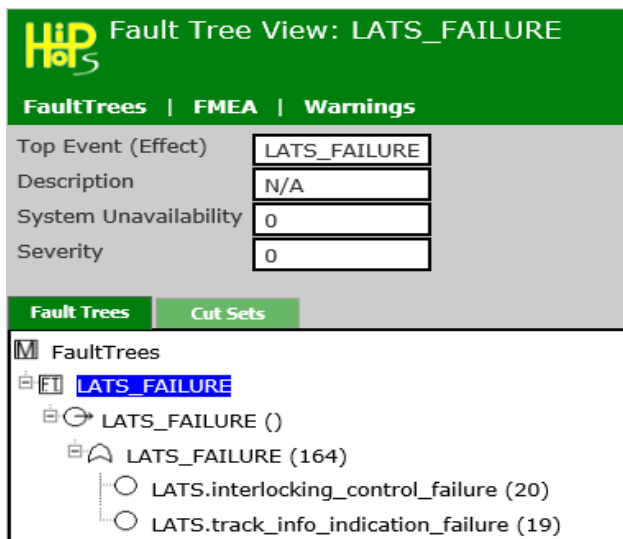 HiP HOPS Fault Tree View: LATS_FAILURE
FaultTrees | FMEA | Warnings
Top Event (Effect) LATS_FAILURE
Description N/A
System Unavailability 0
Severity 0
Fault Trees Cut Sets
M FaultTrees
FT LATS_FAILURE
LATS_FAILURE ()
LATS_FAILURE (164)
LATS.interlocking_control_failure (20)
LATS.track_info_indication_failure (19)